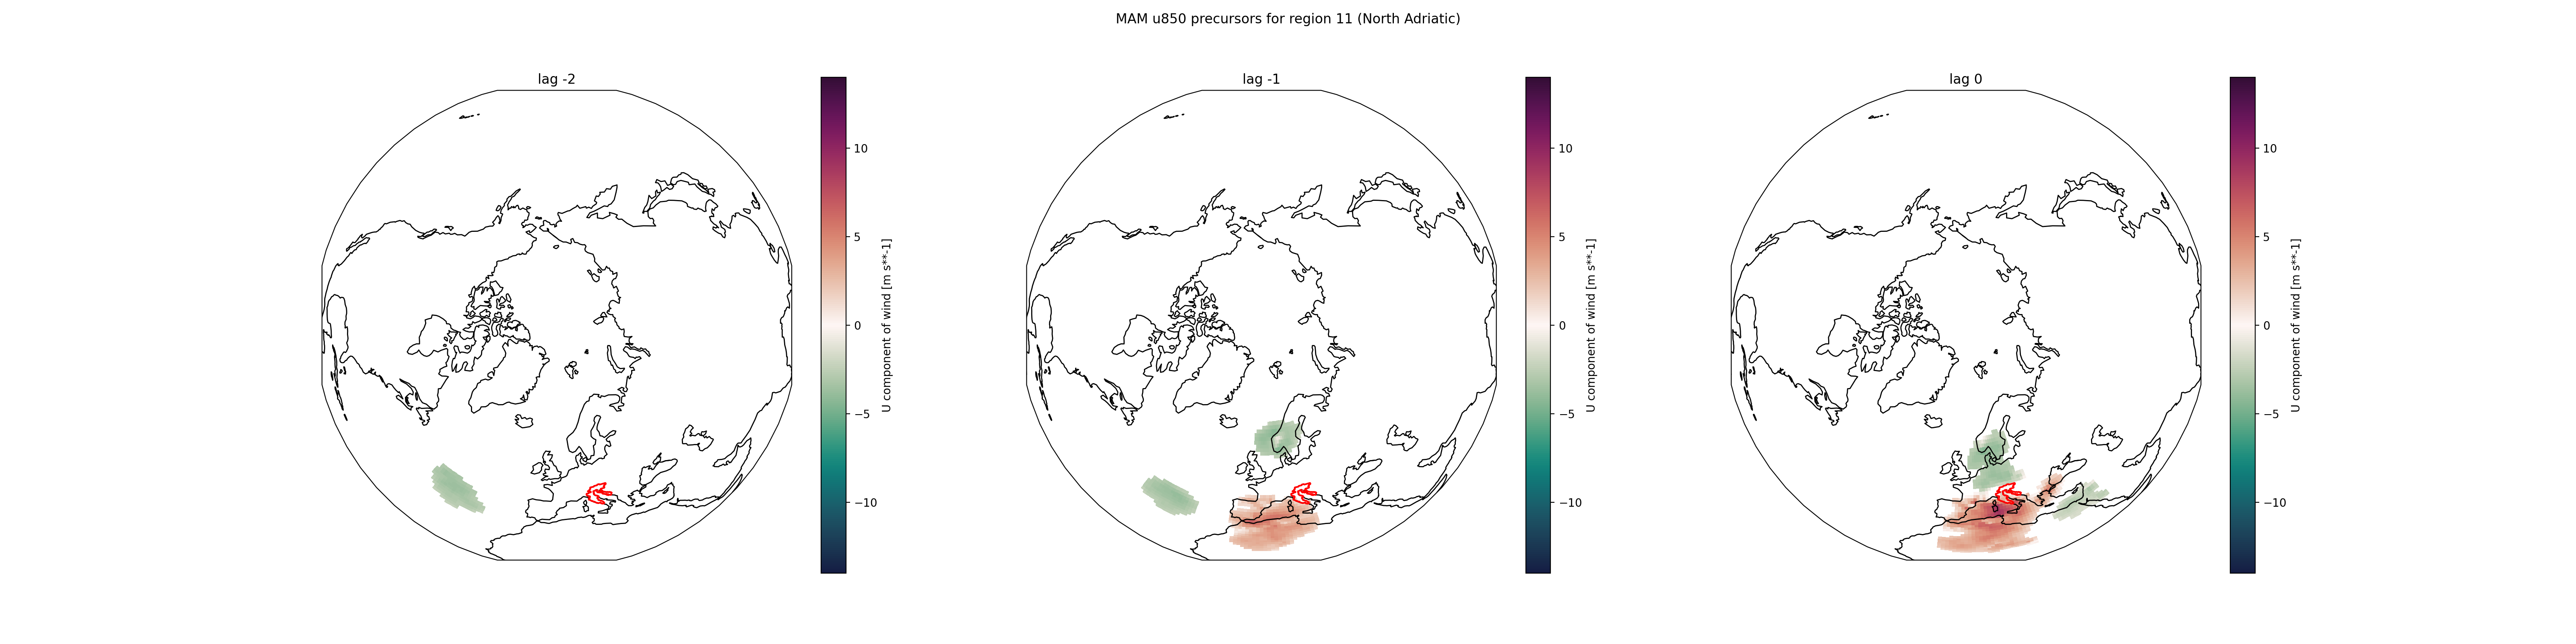 MAM u850 precursors for region 11 (North Adriatic)
lag -2
10
5
0
−5
−10
U component of wind [m s**-1]
lag -1
10
5
0
−5
−10
U component of wind [m s**-1]
lag 0
10
5
0
−5
−10
U component of wind [m s**-1]